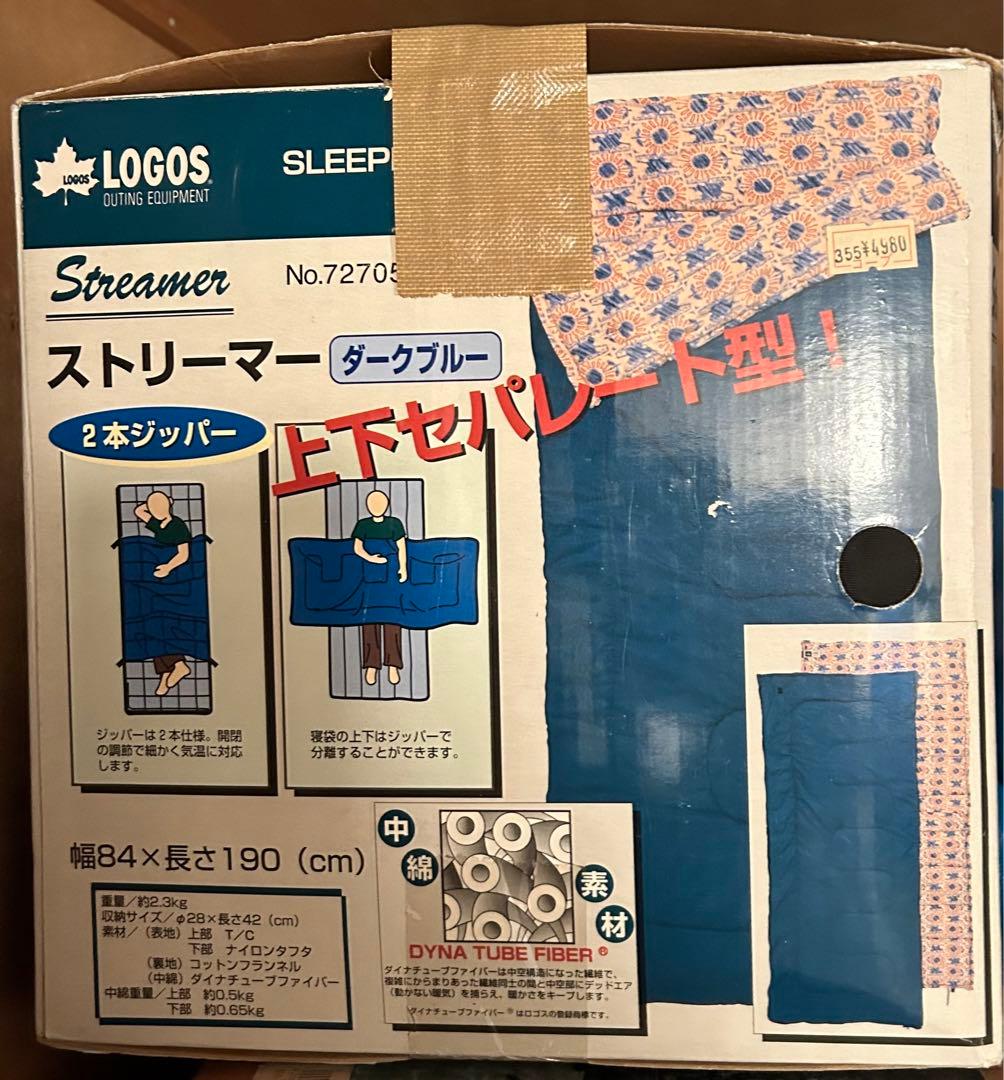 LOGOS
LOGOS
OUTING EQUIPMENT
SLEEP
355¥4980
Streamer
No.72705
ストリーマー
ダークブルー
上下セパレート型!
2本ジッパー
ジッパーは2本仕様。開閉
の調節で細かく気温に対応
します。
寝袋の上下はジッパーで
分離することができます。
幅84×長さ190(cm)
重量/約2.3kg
収納サイズ/φ28×長さ42(cm)
素材/(表地)上部 T/C
下部 ナイロンタフタ
(裏地)コットンフランネル
(中綿)ダイナチューブファイバー
中綿重量/上部 約0.5kg
下部 約0.65kg
中綿素材
DYNA TUBE FIBER®
ダイナチューブファイバーは中空構造になった繊維で、
複雑にからまりあった繊維同士の間と中空部にデッドエア
(動かない暖気)を捕らえ、暖かさをキープします。
ダイナチューブファイバー®はロゴスの登録商標です。